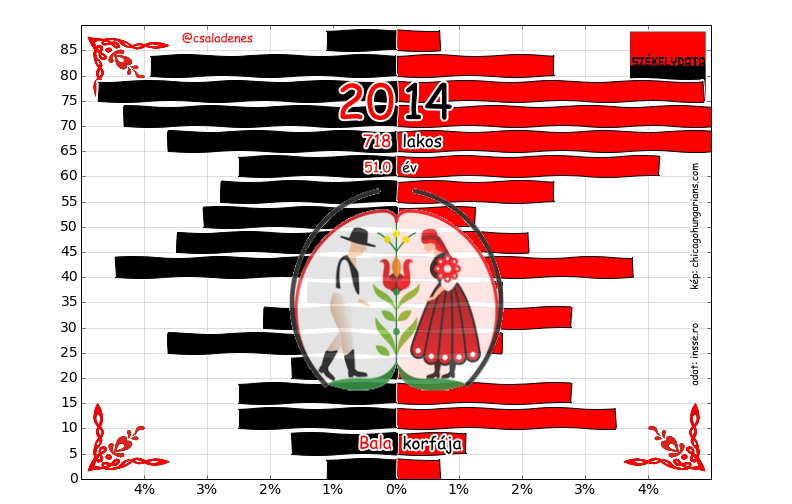 @csaladenes
SZÉKELYDATA
2014
718 lakos
51,0 év
kép: chicagohungarians.com
adat: insse.ro
Bala korfája
85
80
75
70
65
60
55
50
45
40
35
30
25
20
15
10
5
0
4% 3% 2% 1% 0% 1% 2% 3% 4%